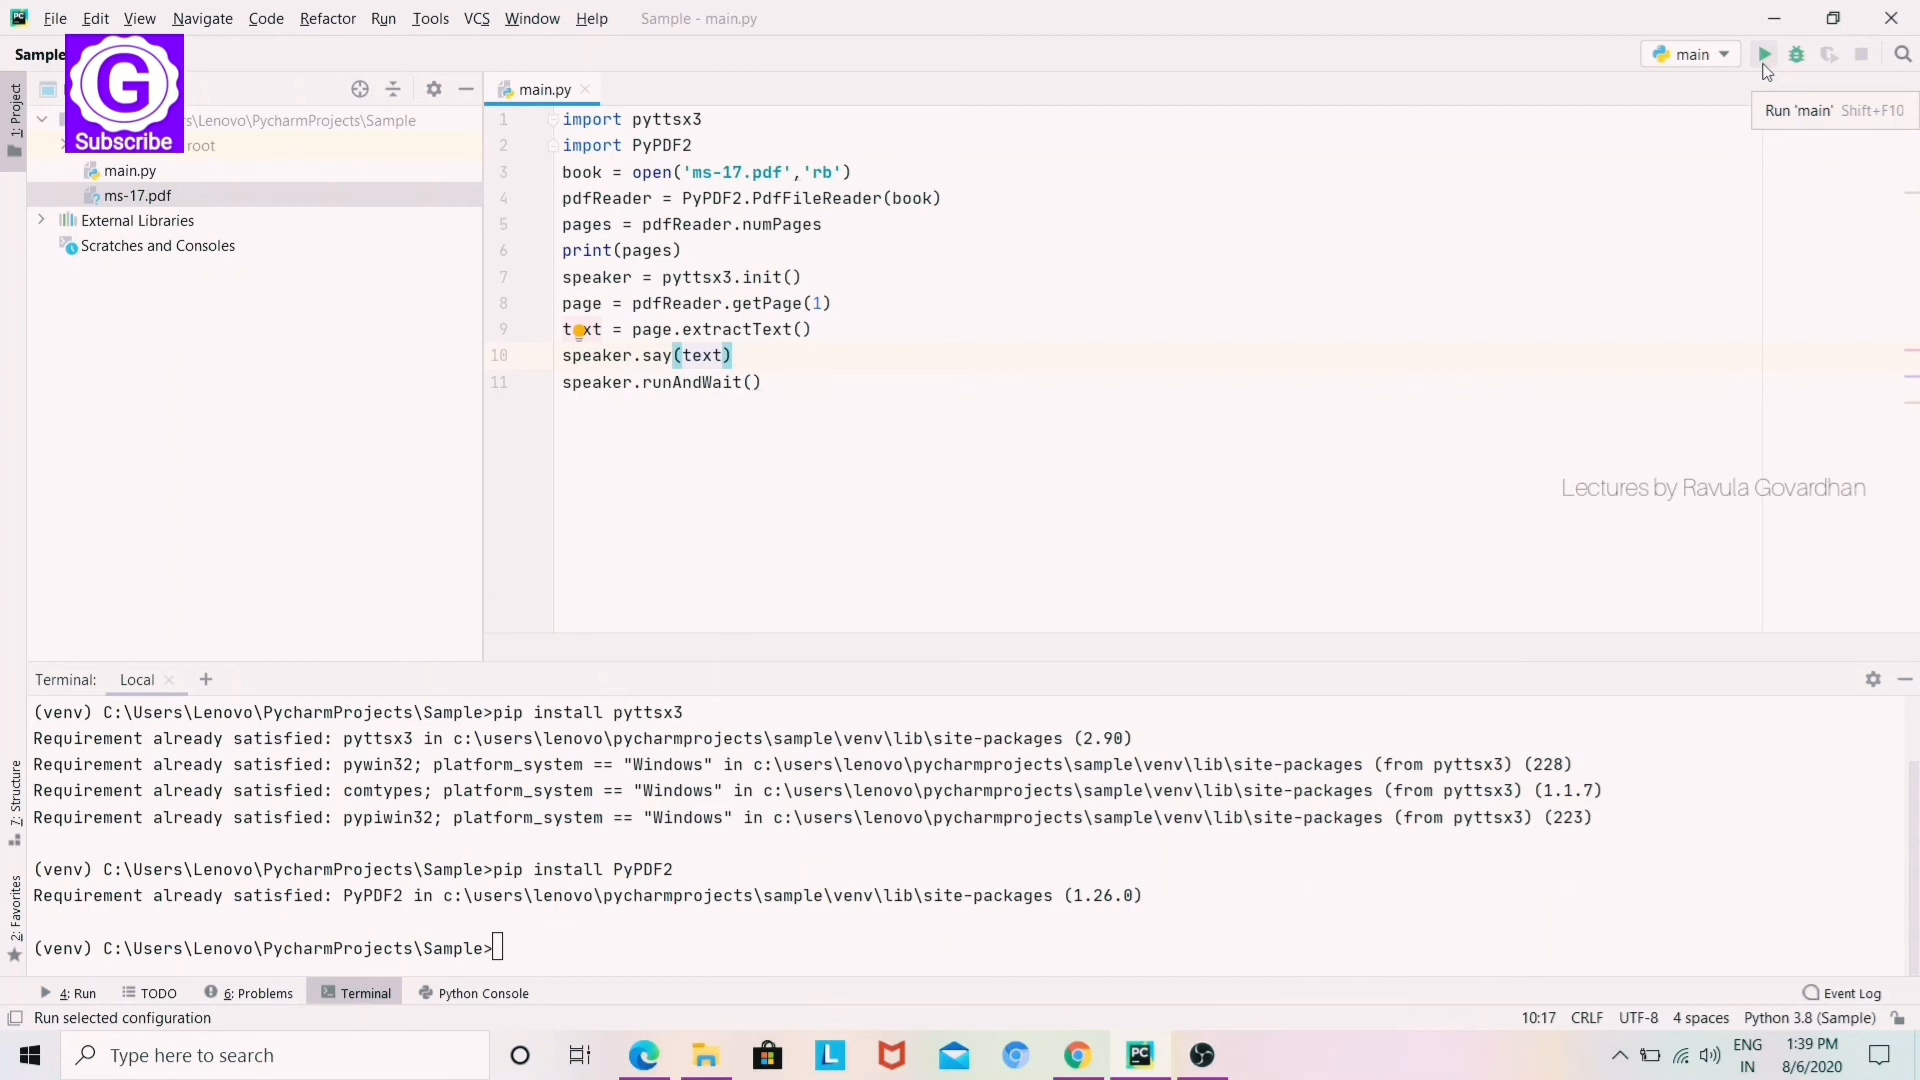 File Edit View Navigate Code Refactor Run Tools VCS Window Help Sample - main.py
Sample
main
G
Subscribe
1: Project
main.py
Run 'main' Shift+F10
s\Lenovo\PycharmProjects\Sample
root
main.py
ms-17.pdf
External Libraries
Scratches and Consoles
1 import pyttsx3
2 import PyPDF2
3 book = open('ms-17.pdf','rb')
4 pdfReader = PyPDF2.PdfFileReader(book)
5 pages = pdfReader.numPages
6 print(pages)
7 speaker = pyttsx3.init()
8 page = pdfReader.getPage(1)
9 text = page.extractText()
10 speaker.say(text)
11 speaker.runAndWait()
Lectures by Ravula Govardhan
Terminal: Local
(venv) C:\Users\Lenovo\PycharmProjects\Sample>pip install pyttsx3
Requirement already satisfied: pyttsx3 in c:\users\lenovo\pycharmprojects\sample\venv\lib\site-packages (2.90)
Requirement already satisfied: pywin32; platform_system == "Windows" in c:\users\lenovo\pycharmprojects\sample\venv\lib\site-packages (from pyttsx3) (228)
Requirement already satisfied: comtypes; platform_system == "Windows" in c:\users\lenovo\pycharmprojects\sample\venv\lib\site-packages (from pyttsx3) (1.1.7)
Requirement already satisfied: pypiwin32; platform_system == "Windows" in c:\users\lenovo\pycharmprojects\sample\venv\lib\site-packages (from pyttsx3) (223)
(venv) C:\Users\Lenovo\PycharmProjects\Sample>pip install PyPDF2
Requirement already satisfied: PyPDF2 in c:\users\lenovo\pycharmprojects\sample\venv\lib\site-packages (1.26.0)
(venv) C:\Users\Lenovo\PycharmProjects\Sample>
7: Structure
2: Favorites
4: Run TODO 6: Problems Terminal Python Console Event Log
Run selected configuration 10:17 CRLF UTF-8 4 spaces Python 3.8 (Sample)
Type here to search
ENG
IN
1:39 PM
8/6/2020